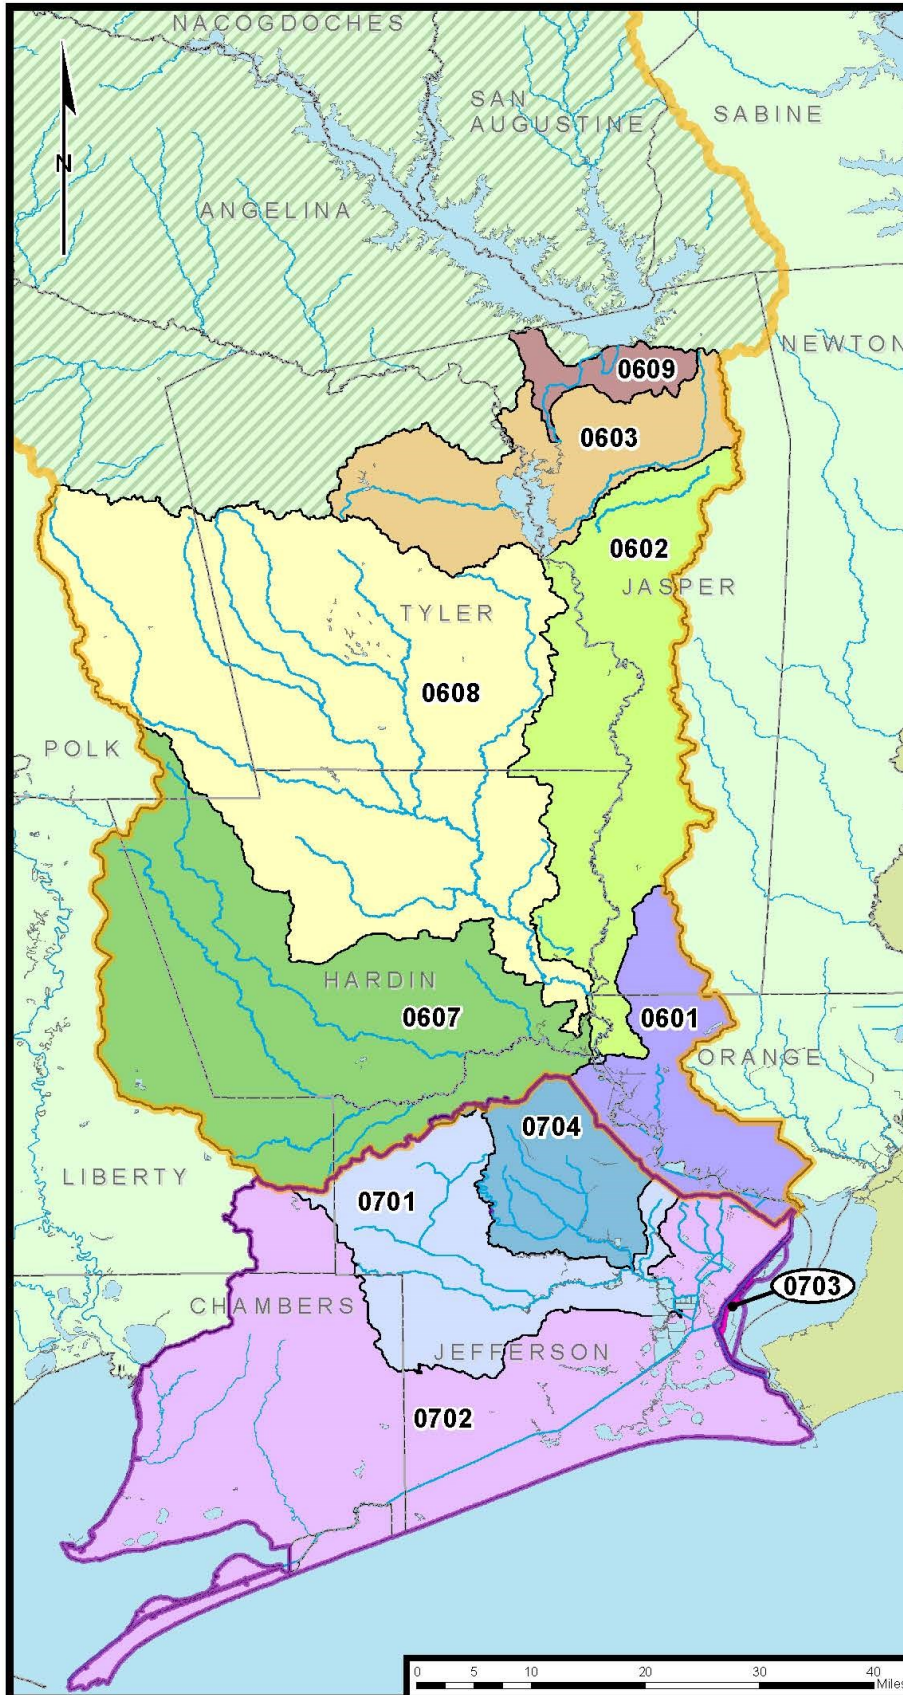 NACOGDOCHES
SAN
AUGUSTINE
SABINE
N
ANGELINA
NEWTON
0609
0603
0602
JASPER
TYLER
0608
POLK
HARDIN
0607
0601
ORANGE
0704
LIBERTY
0701
0703
CHAMBERS
JEFFERSON
0702
0 5 10 20 30 40
Miles